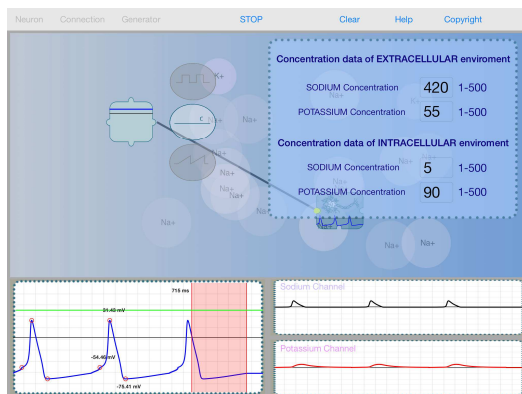 Neuron Connection Generator STOP Clear Help Copyright
Concentration data of EXTRACELLULAR enviroment
SODIUM Concentration 420 1-500
POTASSIUM Concentration 55 1-500
Concentration data of INTRACELLULAR enviroment
SODIUM Concentration 5 1-500
POTASSIUM Concentration 90 1-500
K+
Na+
Na+
Na+
Na+
Na+
Na+
Na+
Na+
Na+
Na+
715 ms
31.43 mV
-54.46 mV
-75.41 mV
Sodium Channel
Potassium Channel